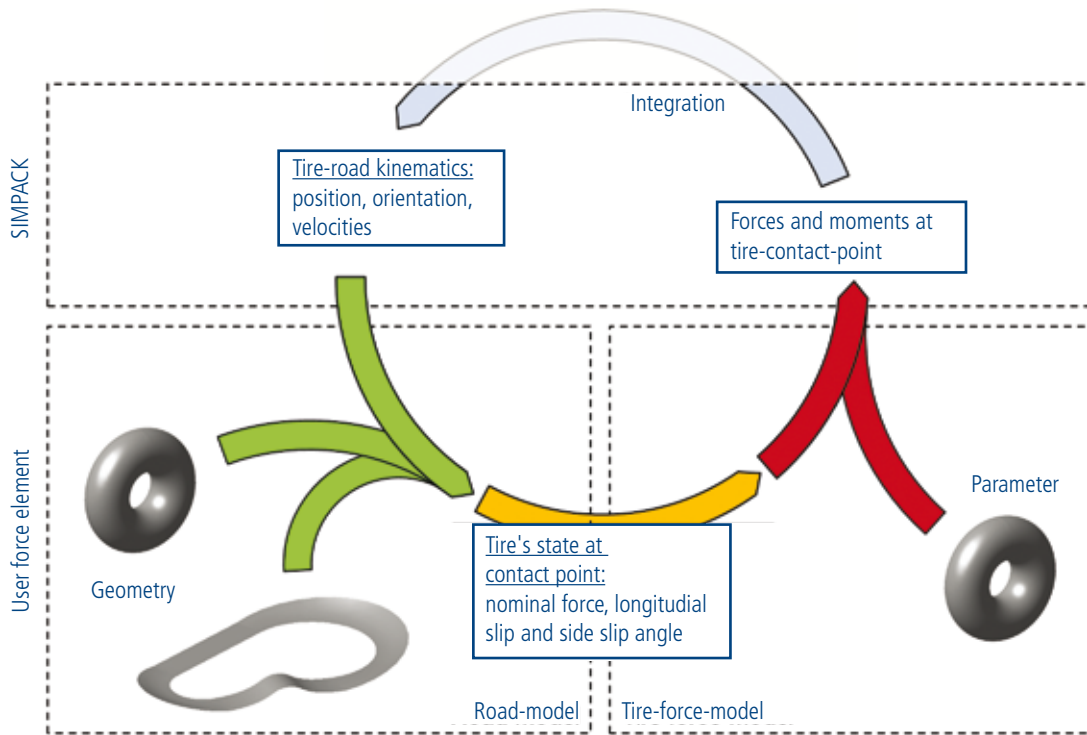 Integration
SIMPACK
Tire-road kinematics:
position, orientation,
velocities
Forces and moments at
tire-contact-point
User force element
Geometry
Parameter
Tire's state at
contact point:
nominal force, longitudial
slip and side slip angle
Road-model
Tire-force-model